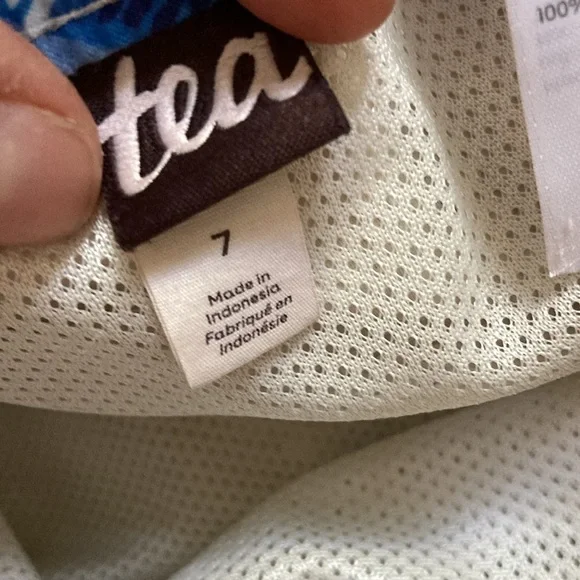 tea
7
Made in
Indonesia
Fabriqué en
Indonésie
100%